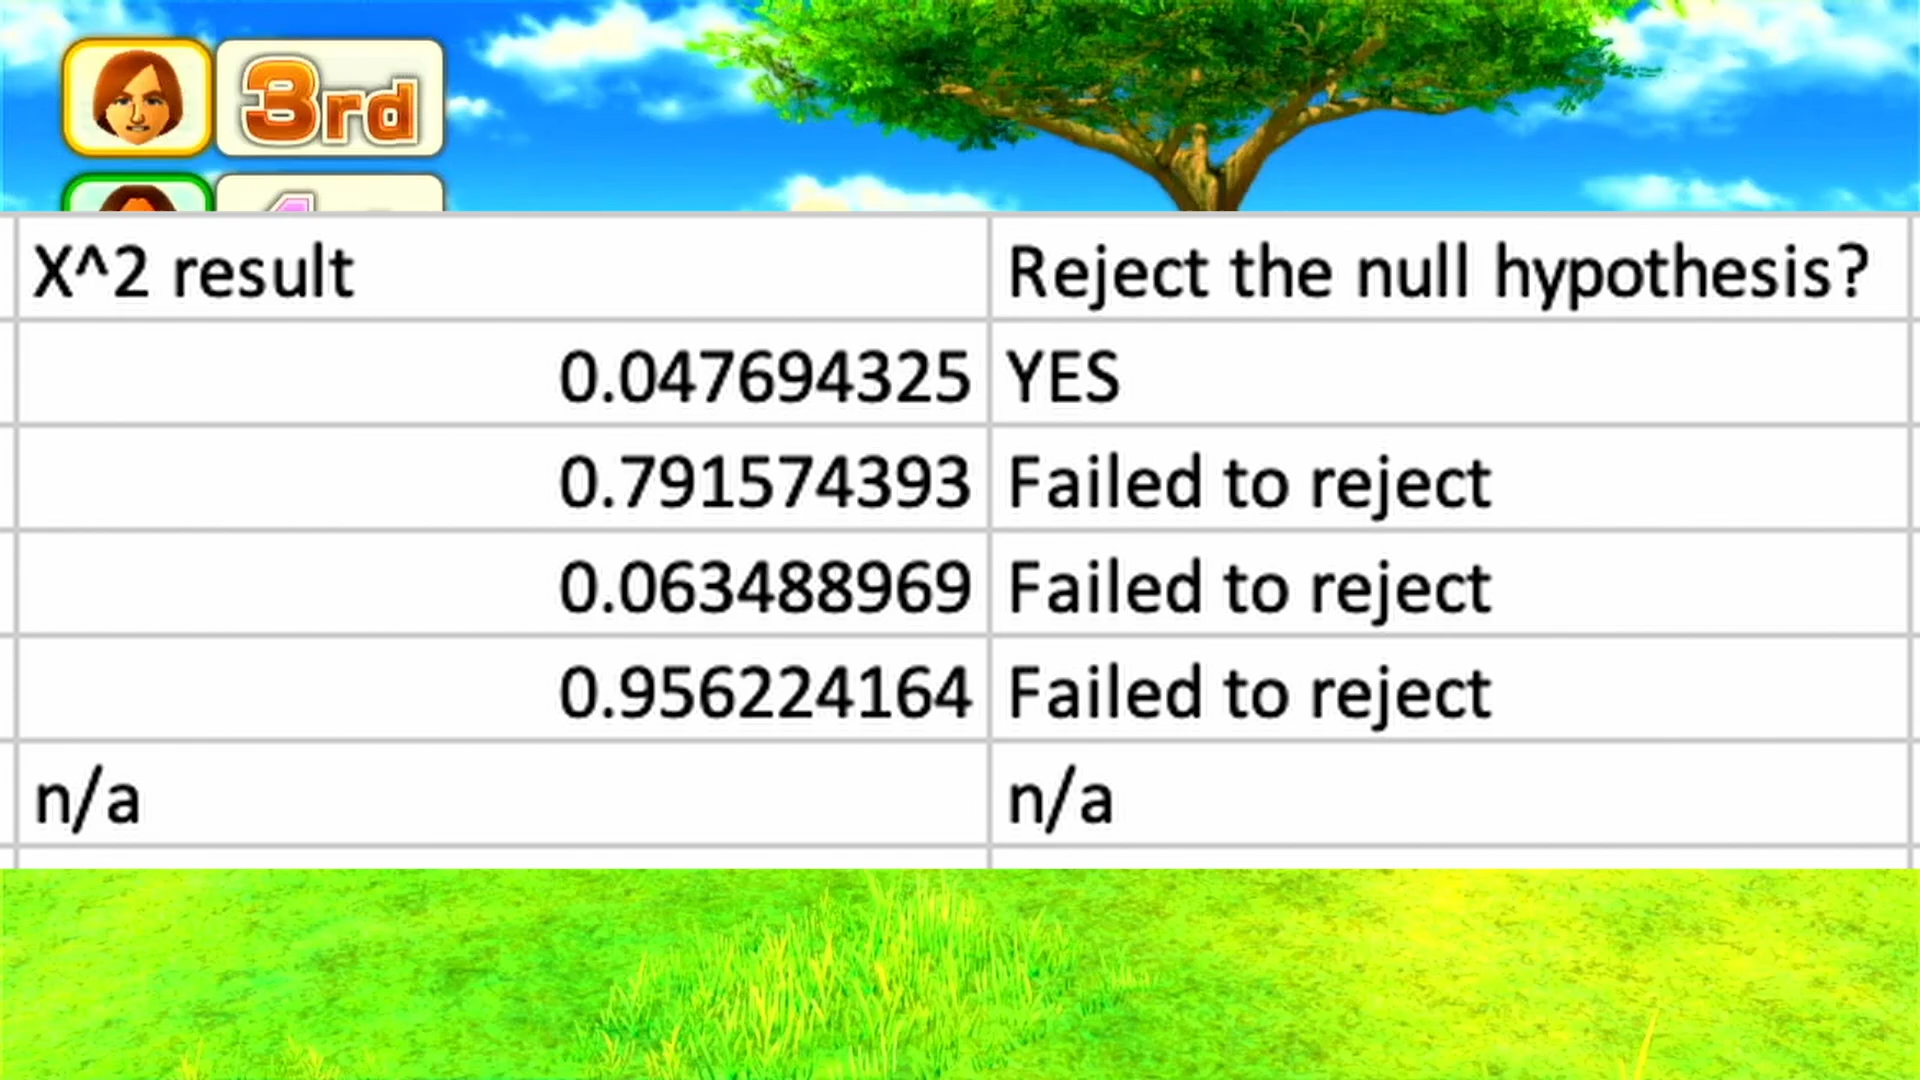 3rd
X^2 result Reject the null hypothesis?
0.047694325 YES
0.791574393 Failed to reject
0.063488969 Failed to reject
0.956224164 Failed to reject
n/a n/a